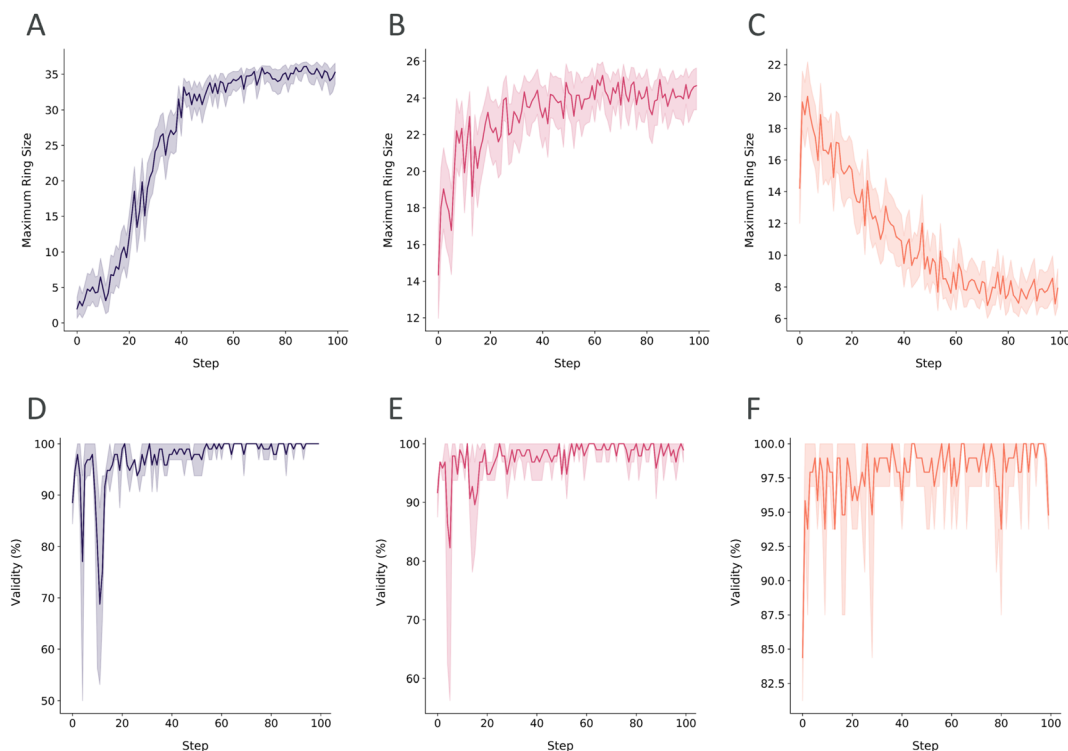 A
B
C
Maximum Ring Size
35
30
25
20
15
10
5
0
0 20 40 60 80 100
Step
Maximum Ring Size
26
24
22
20
18
16
14
12
0 20 40 60 80 100
Step
Maximum Ring Size
22
20
18
16
14
12
10
8
6
0 20 40 60 80 100
Step
D
E
F
Validity (%)
100
90
80
70
60
50
0 20 40 60 80 100
Step
Validity (%)
100
90
80
70
60
0 20 40 60 80 100
Step
Validity (%)
100.0
97.5
95.0
92.5
90.0
87.5
85.0
82.5
0 20 40 60 80 100
Step